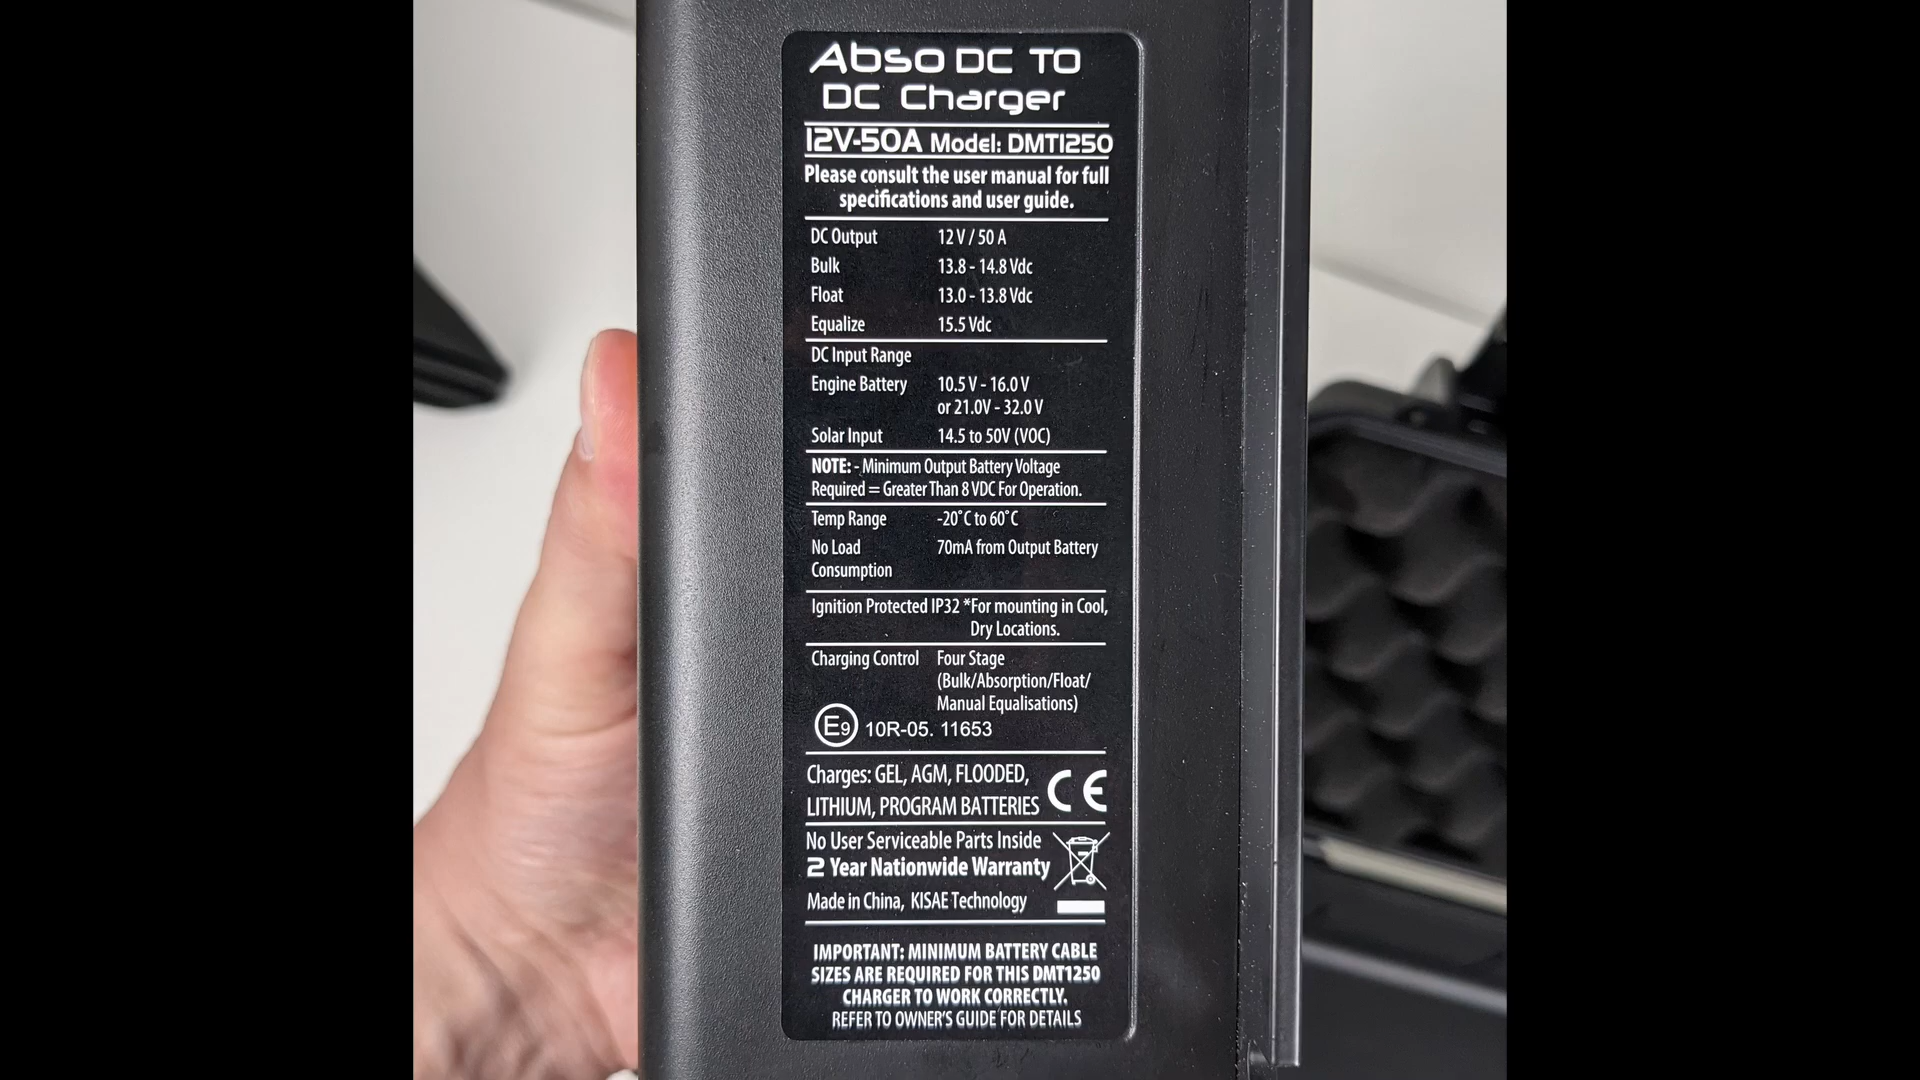 Abso DC TO
DC Charger
12V-50A Model: DMT1250
Please consult the user manual for full
specifications and user guide.
DC Output 12 V / 50 A
Bulk 13.8 - 14.8 Vdc
Float 13.0 - 13.8 Vdc
Equalize 15.5 Vdc
DC Input Range
Engine Battery 10.5 V - 16.0 V
or 21.0V - 32.0 V
Solar Input 14.5 to 50V (VOC)
NOTE: - Minimum Output Battery Voltage
Required = Greater Than 8 VDC For Operation.
Temp Range -20˚C to 60˚C
No Load 70mA from Output Battery
Consumption
Ignition Protected IP32 *For mounting in Cool,
Dry Locations.
Charging Control Four Stage
(Bulk/Absorption/Float/
Manual Equalisations)
E9 10R-05. 11653
Charges: GEL, AGM, FLOODED,
LITHIUM, PROGRAM BATTERIES CE
No User Serviceable Parts Inside
2 Year Nationwide Warranty
Made in China, KISAE Technology
IMPORTANT: MINIMUM BATTERY CABLE
SIZES ARE REQUIRED FOR THIS DMT1250
CHARGER TO WORK CORRECTLY.
REFER TO OWNER'S GUIDE FOR DETAILS